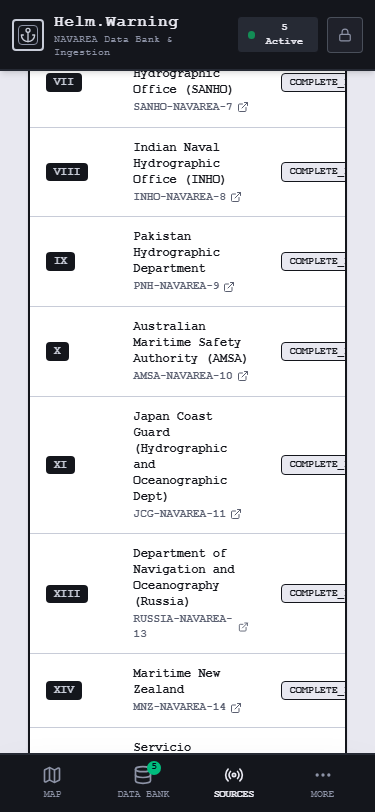 Helm.Warning
NAVAREA Data Bank &
Ingestion
5
Active
VII
Hydrographic
Office (SANHO)
SANHO-NAVAREA-7
COMPLETE_
VIII
Indian Naval
Hydrographic
Office (INHO)
INHO-NAVAREA-8
COMPLETE_
IX
Pakistan
Hydrographic
Department
PNH-NAVAREA-9
COMPLETE_
X
Australian
Maritime Safety
Authority (AMSA)
AMSA-NAVAREA-10
COMPLETE_
XI
Japan Coast
Guard
(Hydrographic
and
Oceanographic
Dept)
JCG-NAVAREA-11
COMPLETE_
XIII
Department of
Navigation and
Oceanography
(Russia)
RUSSIA-NAVAREA-
13
COMPLETE_
XIV
Maritime New
Zealand
MNZ-NAVAREA-14
COMPLETE_
Servicio
MAP
5
DATA BANK
SOURCES
MORE